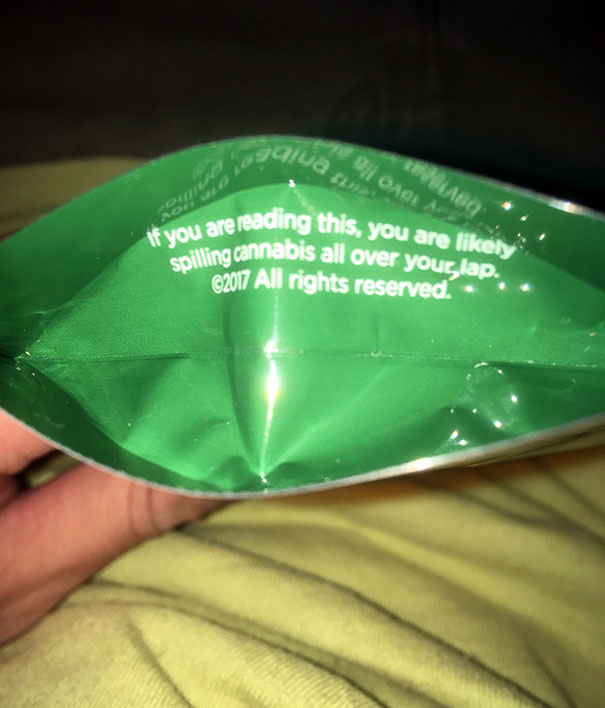 If you are reading this, you are likely
spilling cannabis all over your lap.
©2017 All rights reserved.